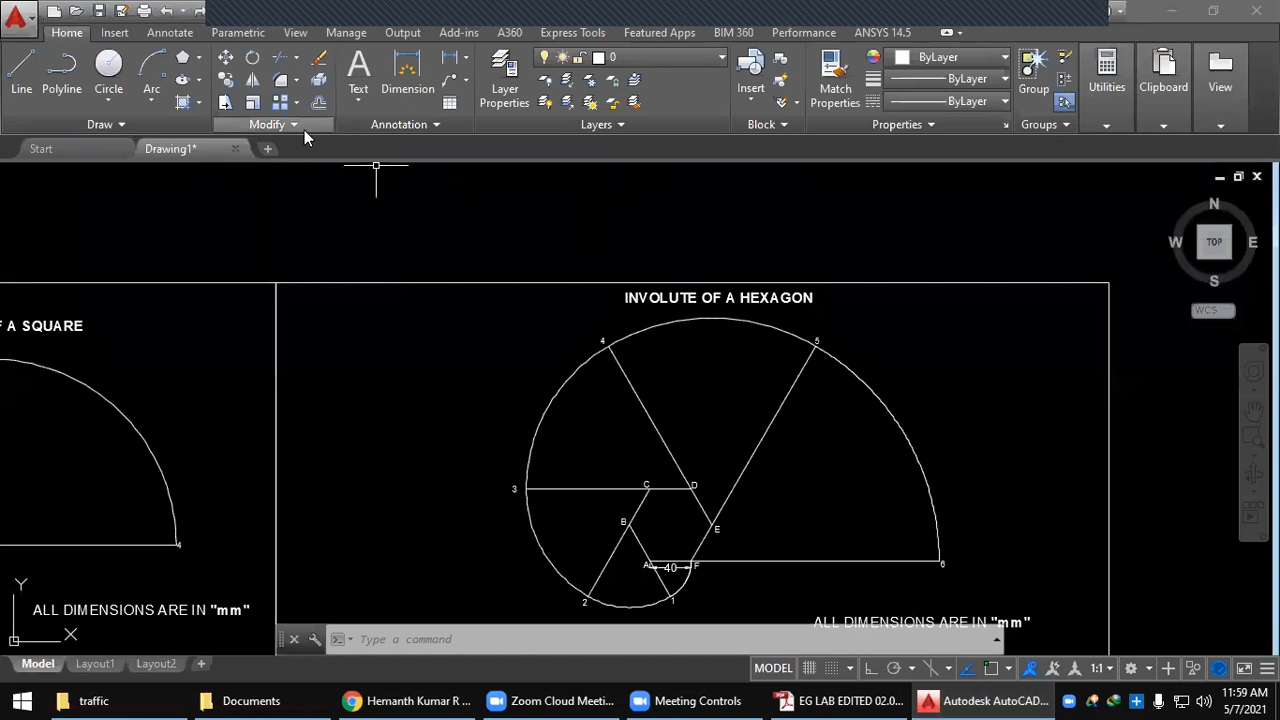 Home Insert Annotate Parametric View Manage Output Add-ins A360 Express Tools Featured Apps BIM 360 Performance ANSYS 14.5
Line Polyline Circle Arc Text Dimension Layer Properties 0 Insert Match Properties ByLayer Group Utilities Clipboard View
ByLayer
ByLayer
Draw Modify Annotation Layers Block Properties Groups
Start Drawing1* +
N
W TOP E
S
WCS
INVOLUTE OF A HEXAGON
F A SQUARE
4 5
3 C D
B E
A 40 F 6
4
2 1
Y
ALL DIMENSIONS ARE IN "mm"
ALL DIMENSIONS ARE IN "mm"
X
Type a command
Model Layout1 Layout2 + MODEL 1:1
traffic Documents Hemanth Kumar R ... Zoom Cloud Meeti... Meeting Controls EG LAB EDITED 02.0... Autodesk AutoCAD...
40
11:59 AM
5/7/2021